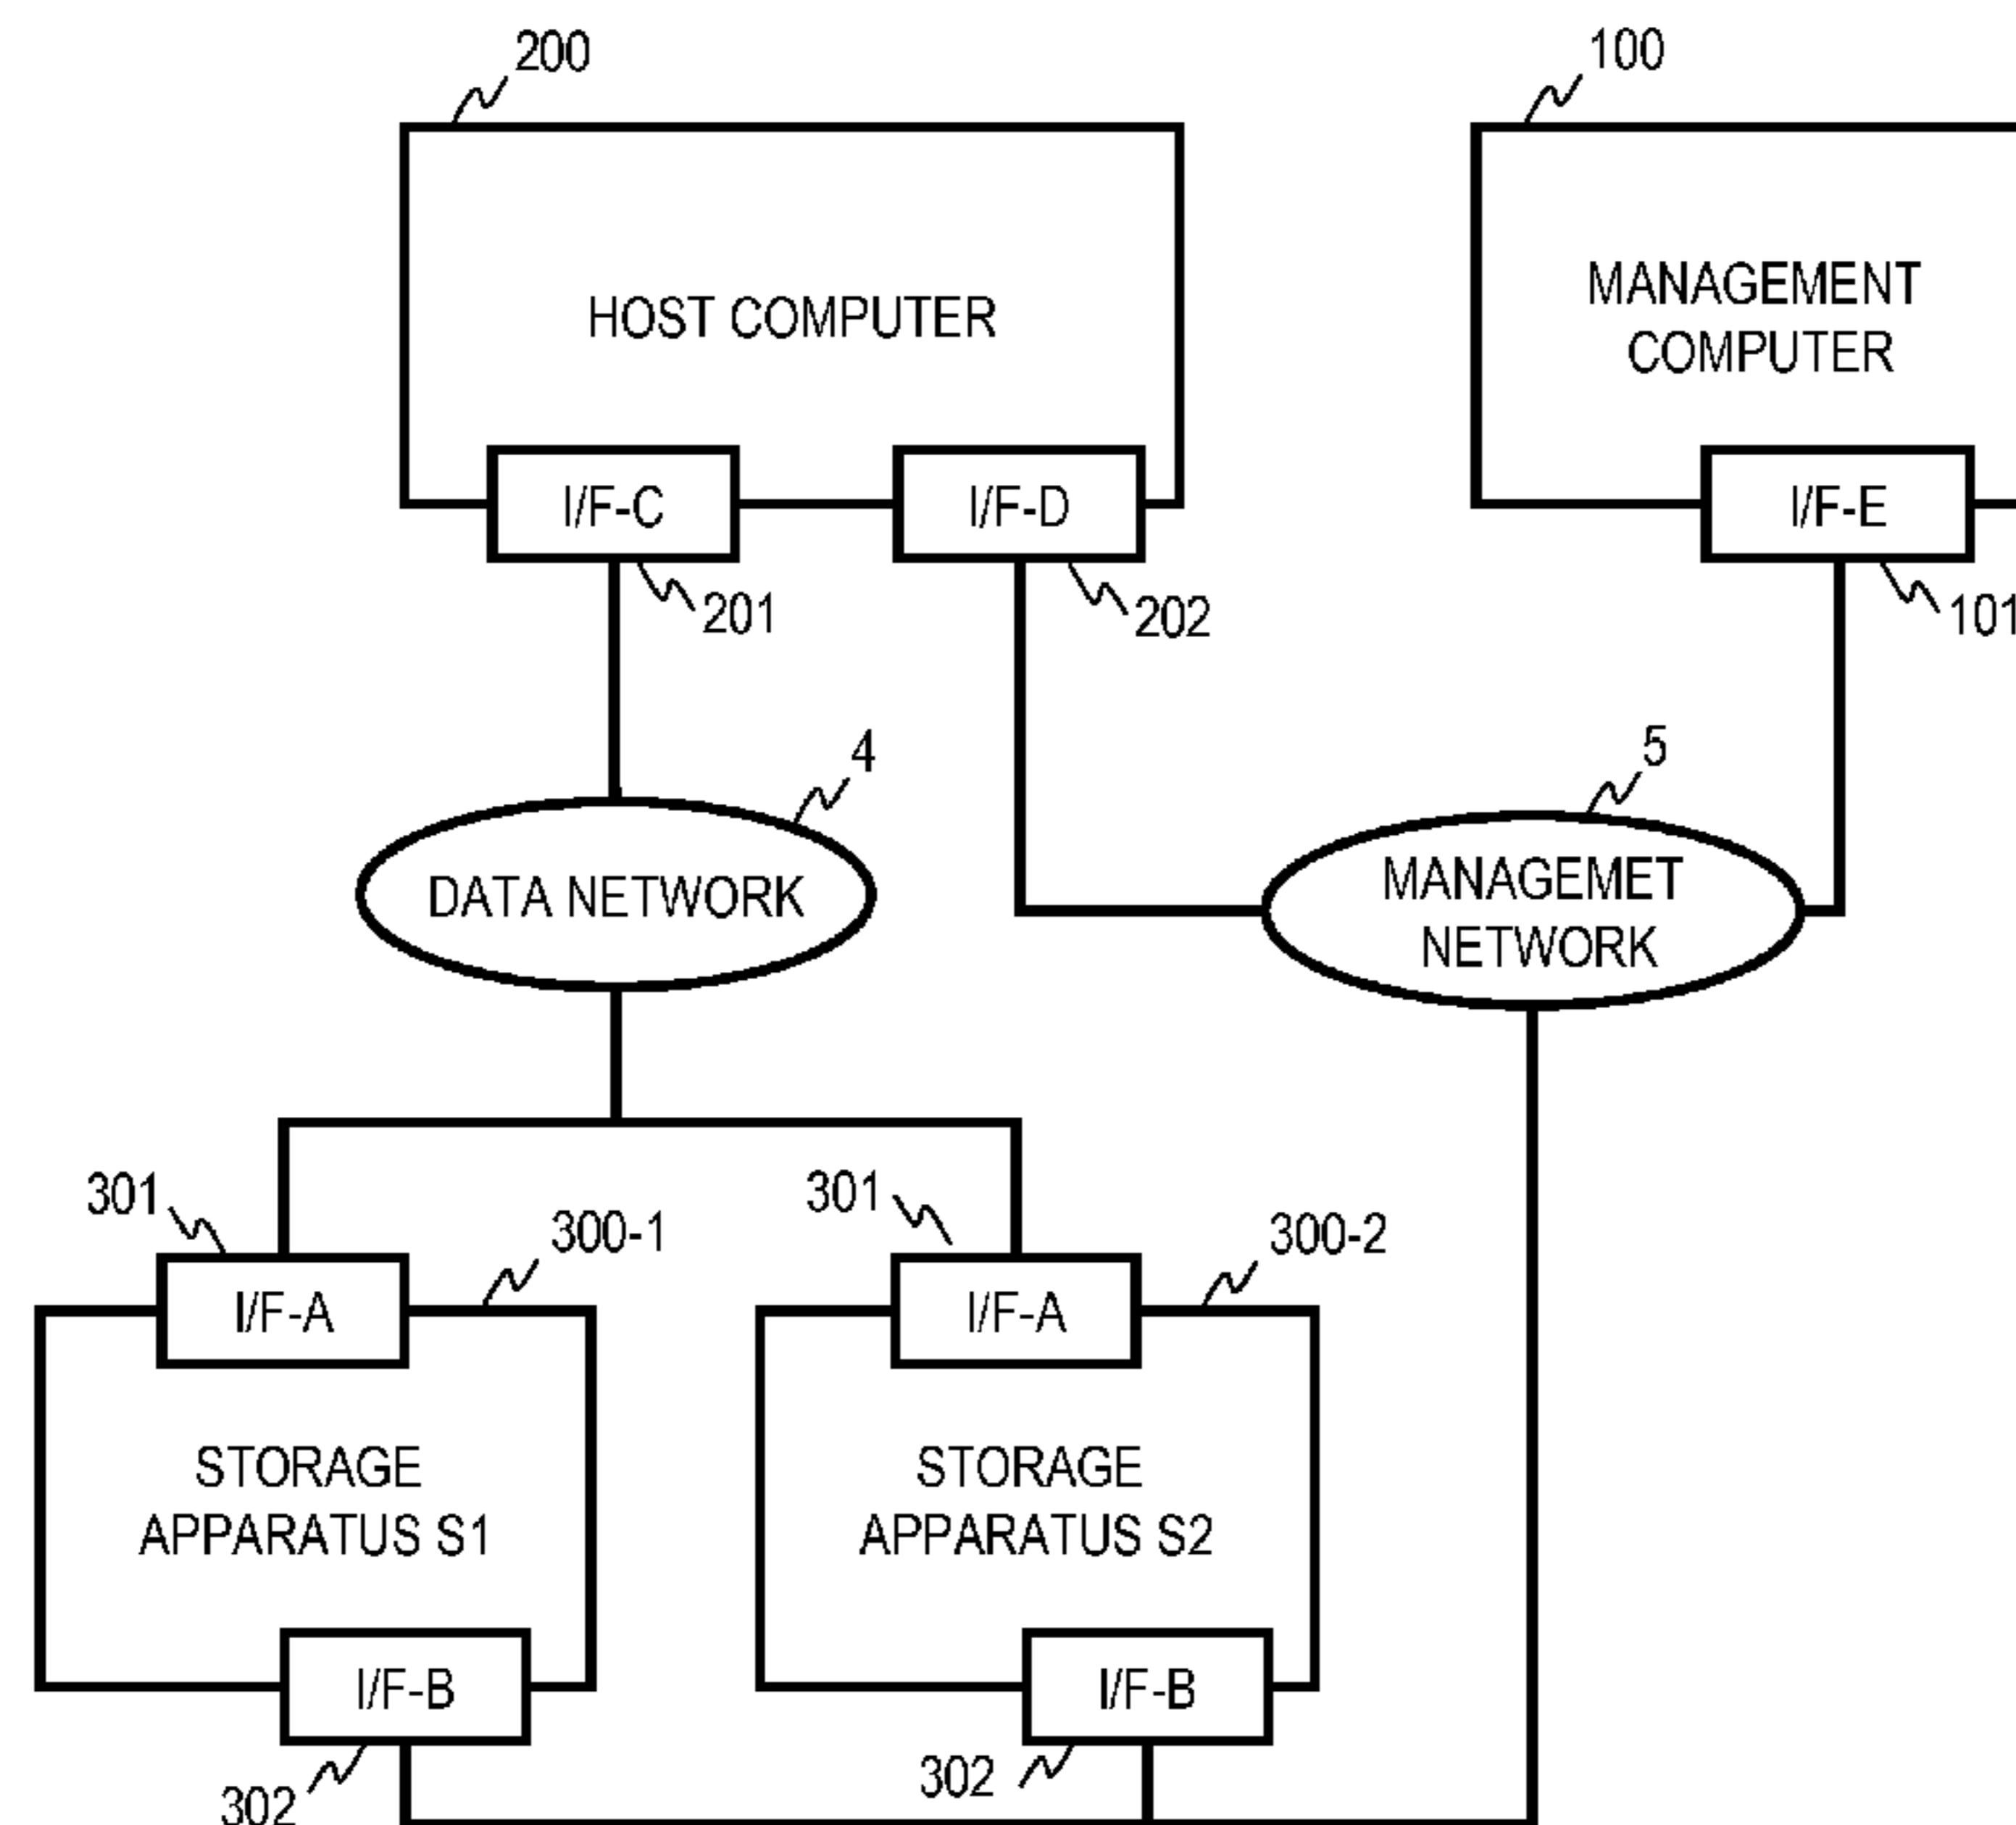 200
100
HOST COMPUTER
MANAGEMENT
COMPUTER
I/F-C
I/F-D
I/F-E
201
202
101
4
5
DATA NETWORK
MANAGEMET
NETWORK
301
300-1
301
300-2
I/F-A
I/F-A
STORAGE
APPARATUS S1
STORAGE
APPARATUS S2
I/F-B
I/F-B
302
302